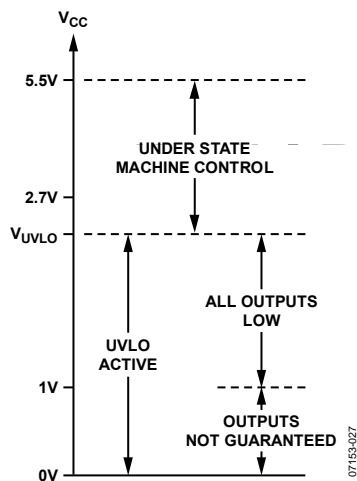 VCC
5.5V
UNDER STATE
MACHINE CONTROL
2.7V
VUVLO
ALL OUTPUTS
LOW
UVLO
ACTIVE
1V
OUTPUTS
NOT GUARANTEED
0V
07153-027